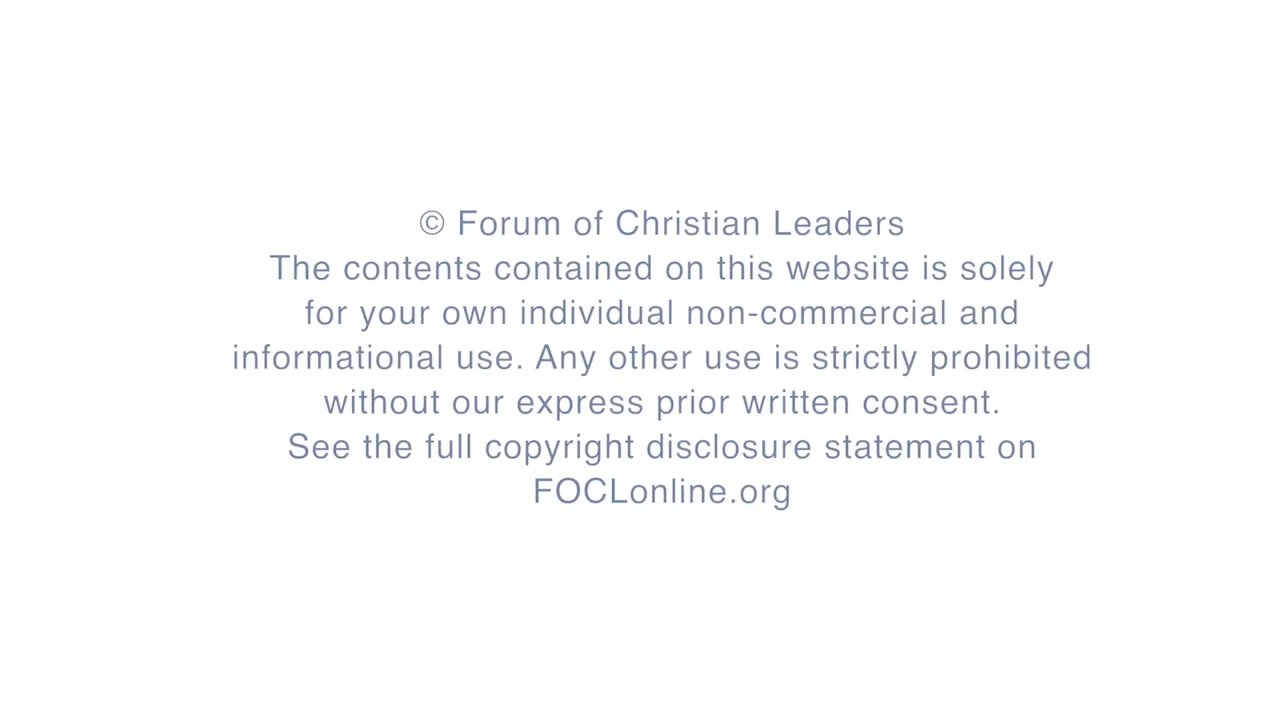 © Forum of Christian Leaders
The contents contained on this website is solely
for your own individual non-commercial and
informational use. Any other use is strictly prohibited
without our express prior written consent.
See the full copyright disclosure statement on
FOCLonline.org